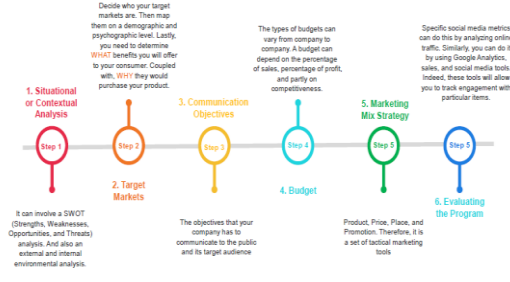 Decide who your target
markets are. Then map
them on a demographic and
psychographic level. Lastly,
you need to determine
WHAT benefits you will offer
to your consumer. Coupled
with, WHY they would
purchase your product.
The types of budgets can
vary from company to
company. A budget can
depend on the percentage
of sales, percentage of profit,
and partly on
competitiveness.
Specific social media metrics
can do this by analyzing online
traffic. Similarly, you can do it
by using Google Analytics,
sales, and social media tools.
Indeed, these tools will allow
you to track engagement with
particular items.
1. Situational
or Contextual
Analysis
3. Communication
Objectives
5. Marketing
Mix Strategy
Step 1
Step 2
Step 3
Step 4
Step 5
Step 5
2. Target
Markets
4. Budget
6. Evaluating
the Program
It can involve a SWOT
(Strengths, Weaknesses,
Opportunities, and Threats)
analysis. And also an
external and internal
environmental analysis.
The objectives that your
company has to
communicate to the public
and its target audience
Product, Price, Place, and
Promotion. Therefore, it is
a set of tactical marketing
tools